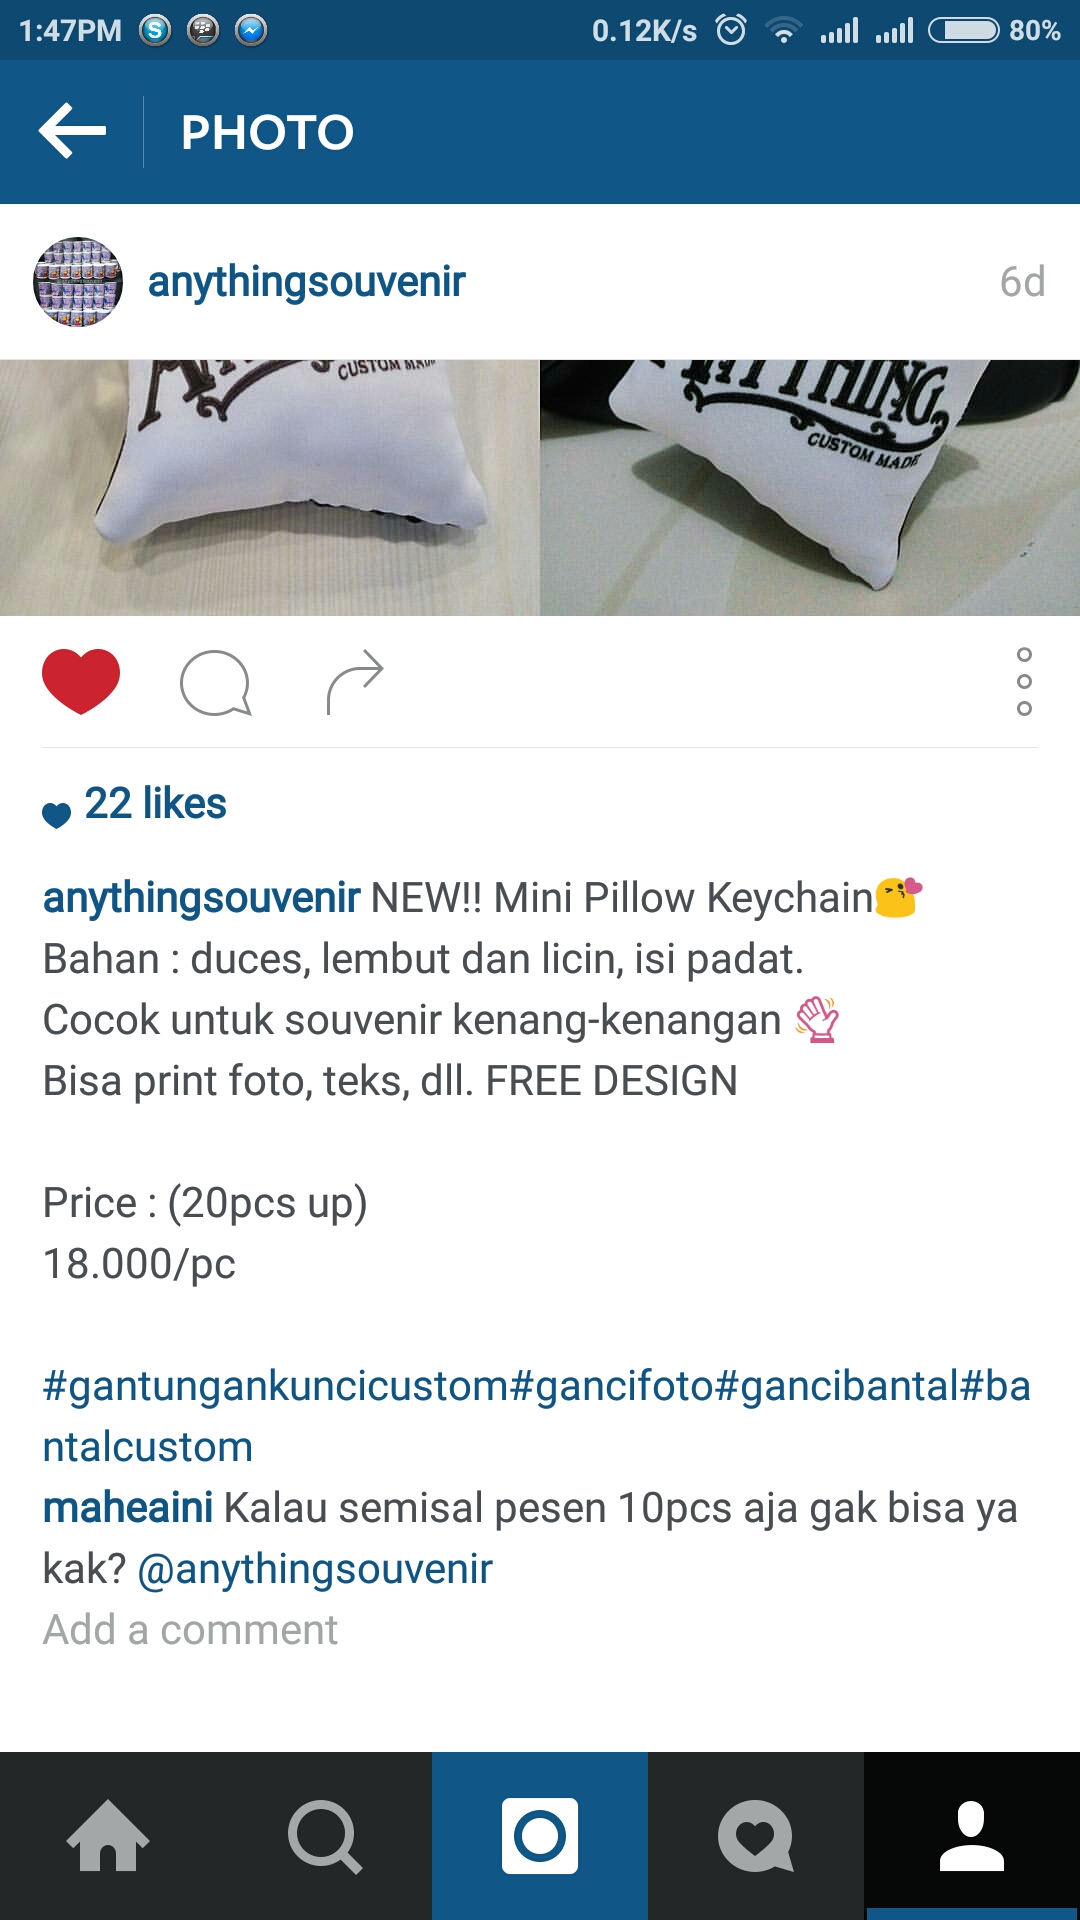 1:47PM 0.12K/s 80%
PHOTO
anythingsouvenir 6d
CUSTOM MADE
ANYTHING
CUSTOM MADE
22 likes
anythingsouvenir NEW!! Mini Pillow Keychain😘
Bahan : duces, lembut dan licin, isi padat.
Cocok untuk souvenir kenang-kenangan 👋
Bisa print foto, teks, dll. FREE DESIGN
Price : (20pcs up)
18.000/pc
#gantungankuncicustom#gancifoto#gancibantal#ba
ntalcustom
maheaini Kalau semisal pesen 10pcs aja gak bisa ya
kak? @anythingsouvenir
Add a comment